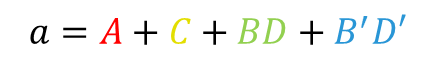 a = A + C + BD + B′D′